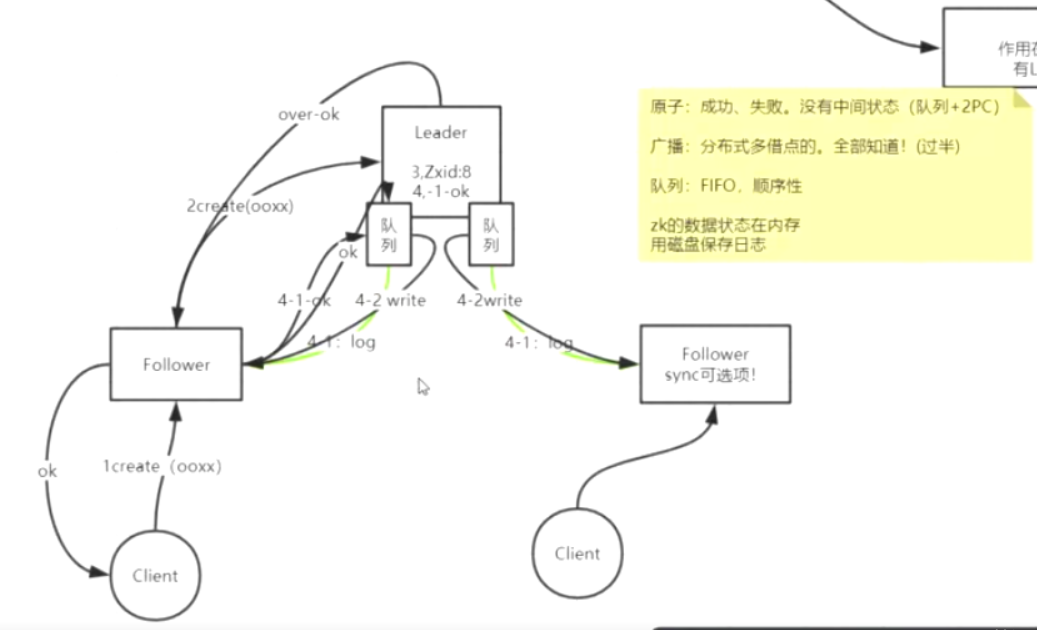 作用在
有L
over-ok
Leader
3,Zxid:8
4,-1-ok
2create(ooxx)
队
列
队
列
ok
4-1-ok
4-2 write
4-2write
4-1：log
4-1：log
Follower
Follower
sync可选项！
ok
1create（ooxx）
Client
Client
原子：成功、失败。没有中间状态（队列+2PC）
广播：分布式多借点的。全部知道！(过半)
队列：FIFO，顺序性
zk的数据状态在内存
用磁盘保存日志